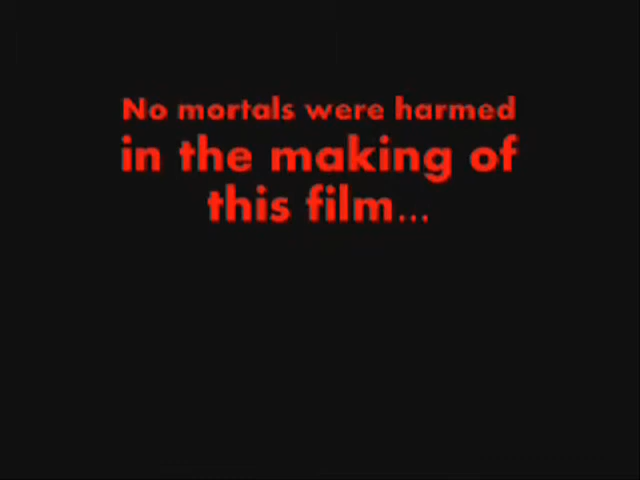 No mortals were harmed
in the making of
this film...